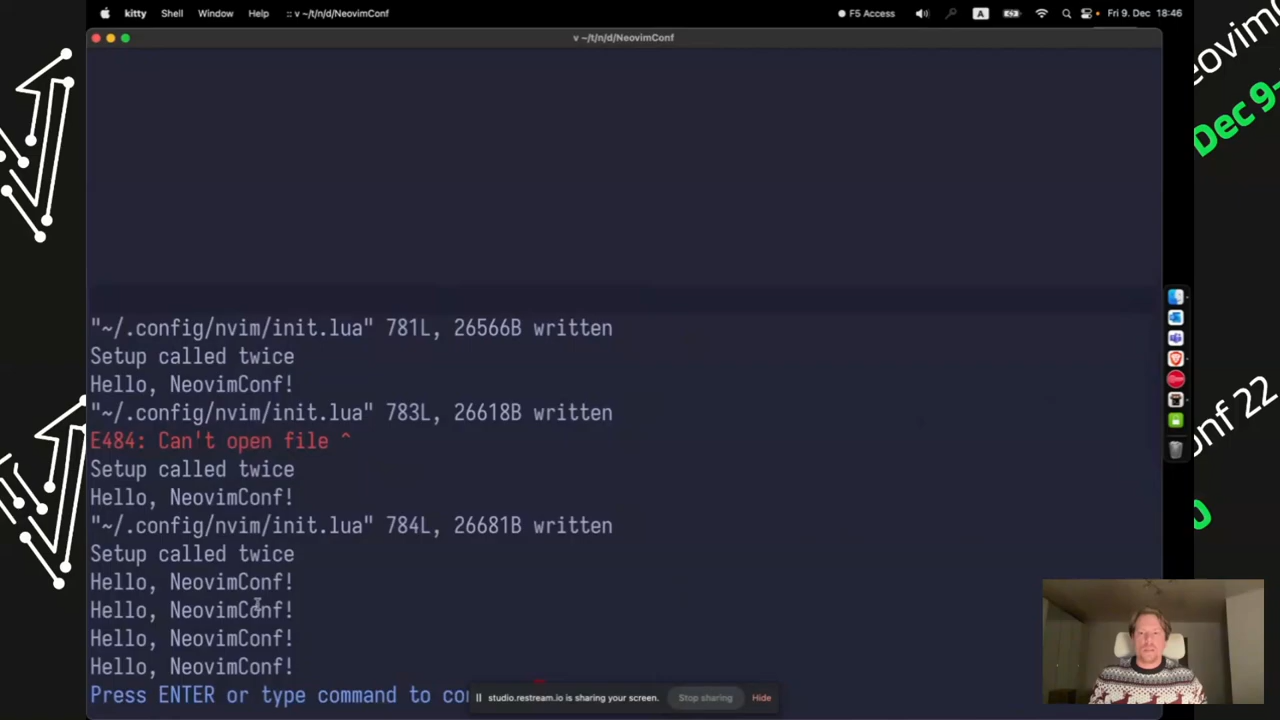 kitty Shell Window Help :: v ~/t/n/d/NeovimConf F5 Access A Fri 9. Dec 18:46
v ~/t/n/d/NeovimConf
"~/.config/nvim/init.lua" 781L, 26566B written
Setup called twice
Hello, NeovimConf!
"~/.config/nvim/init.lua" 783L, 26618B written
E484: Can't open file ^
Setup called twice
Hello, NeovimConf!
"~/.config/nvim/init.lua" 784L, 26681B written
Setup called twice
Hello, NeovimConf!
Hello, NeovimConf!
Hello, NeovimConf!
Hello, NeovimConf!
Press ENTER or type command to co
studio.restream.io is sharing your screen. Stop sharing Hide
eovim
Dec 9-
onf 22